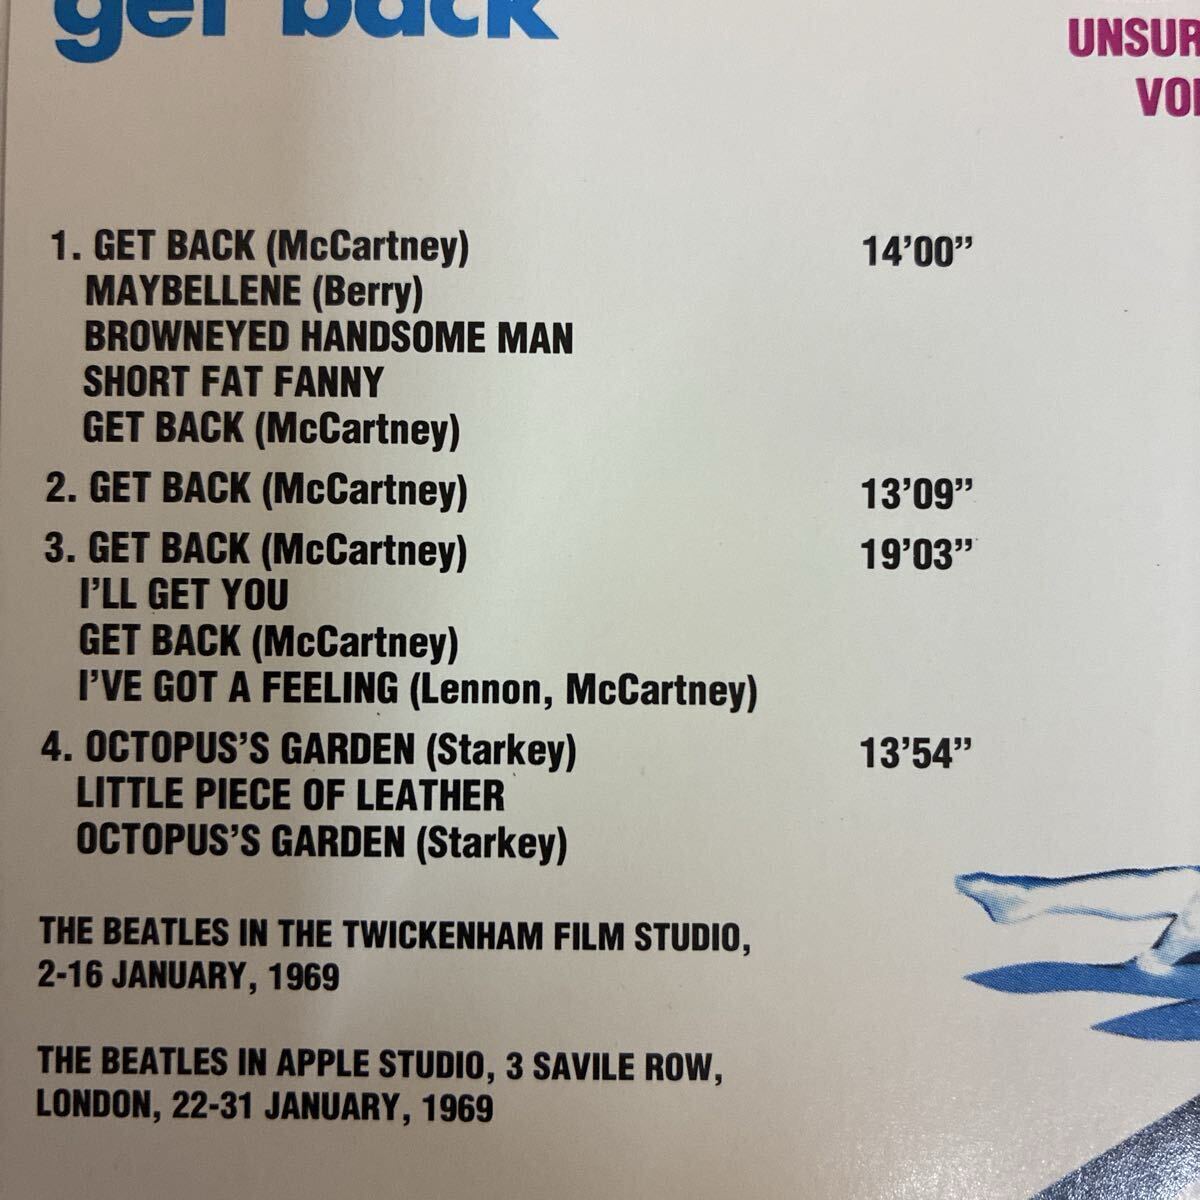 get back
1. GET BACK (McCartney) 14'00"
MAYBELLENE (Berry)
BROWNEYED HANDSOME MAN
SHORT FAT FANNY
GET BACK (McCartney)
2. GET BACK (McCartney) 13'09"
3. GET BACK (McCartney) 19'03"
I'LL GET YOU
GET BACK (McCartney)
I'VE GOT A FEELING (Lennon, McCartney)
4. OCTOPUS'S GARDEN (Starkey) 13'54"
LITTLE PIECE OF LEATHER
OCTOPUS'S GARDEN (Starkey)
THE BEATLES IN THE TWICKENHAM FILM STUDIO,
2-16 JANUARY, 1969
THE BEATLES IN APPLE STUDIO, 3 SAVILE ROW,
LONDON, 22-31 JANUARY, 1969